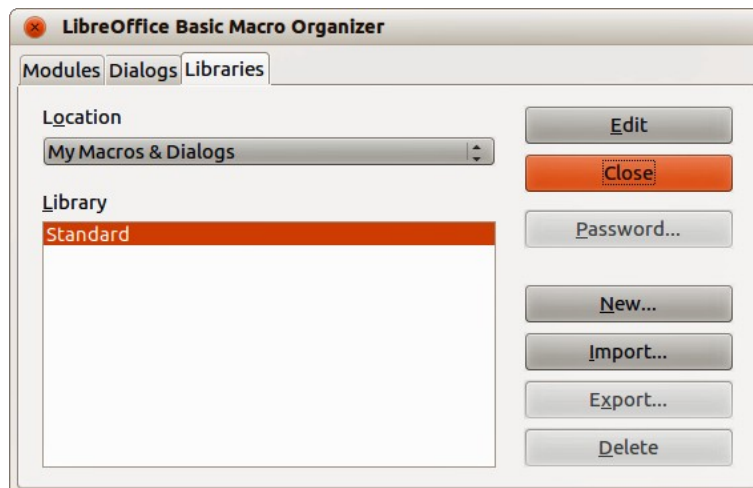 LibreOffice Basic Macro Organizer
Modules Dialogs Libraries
Location
My Macros & Dialogs
Library
Standard
Edit
Close
Password...
New...
Import...
Export...
Delete